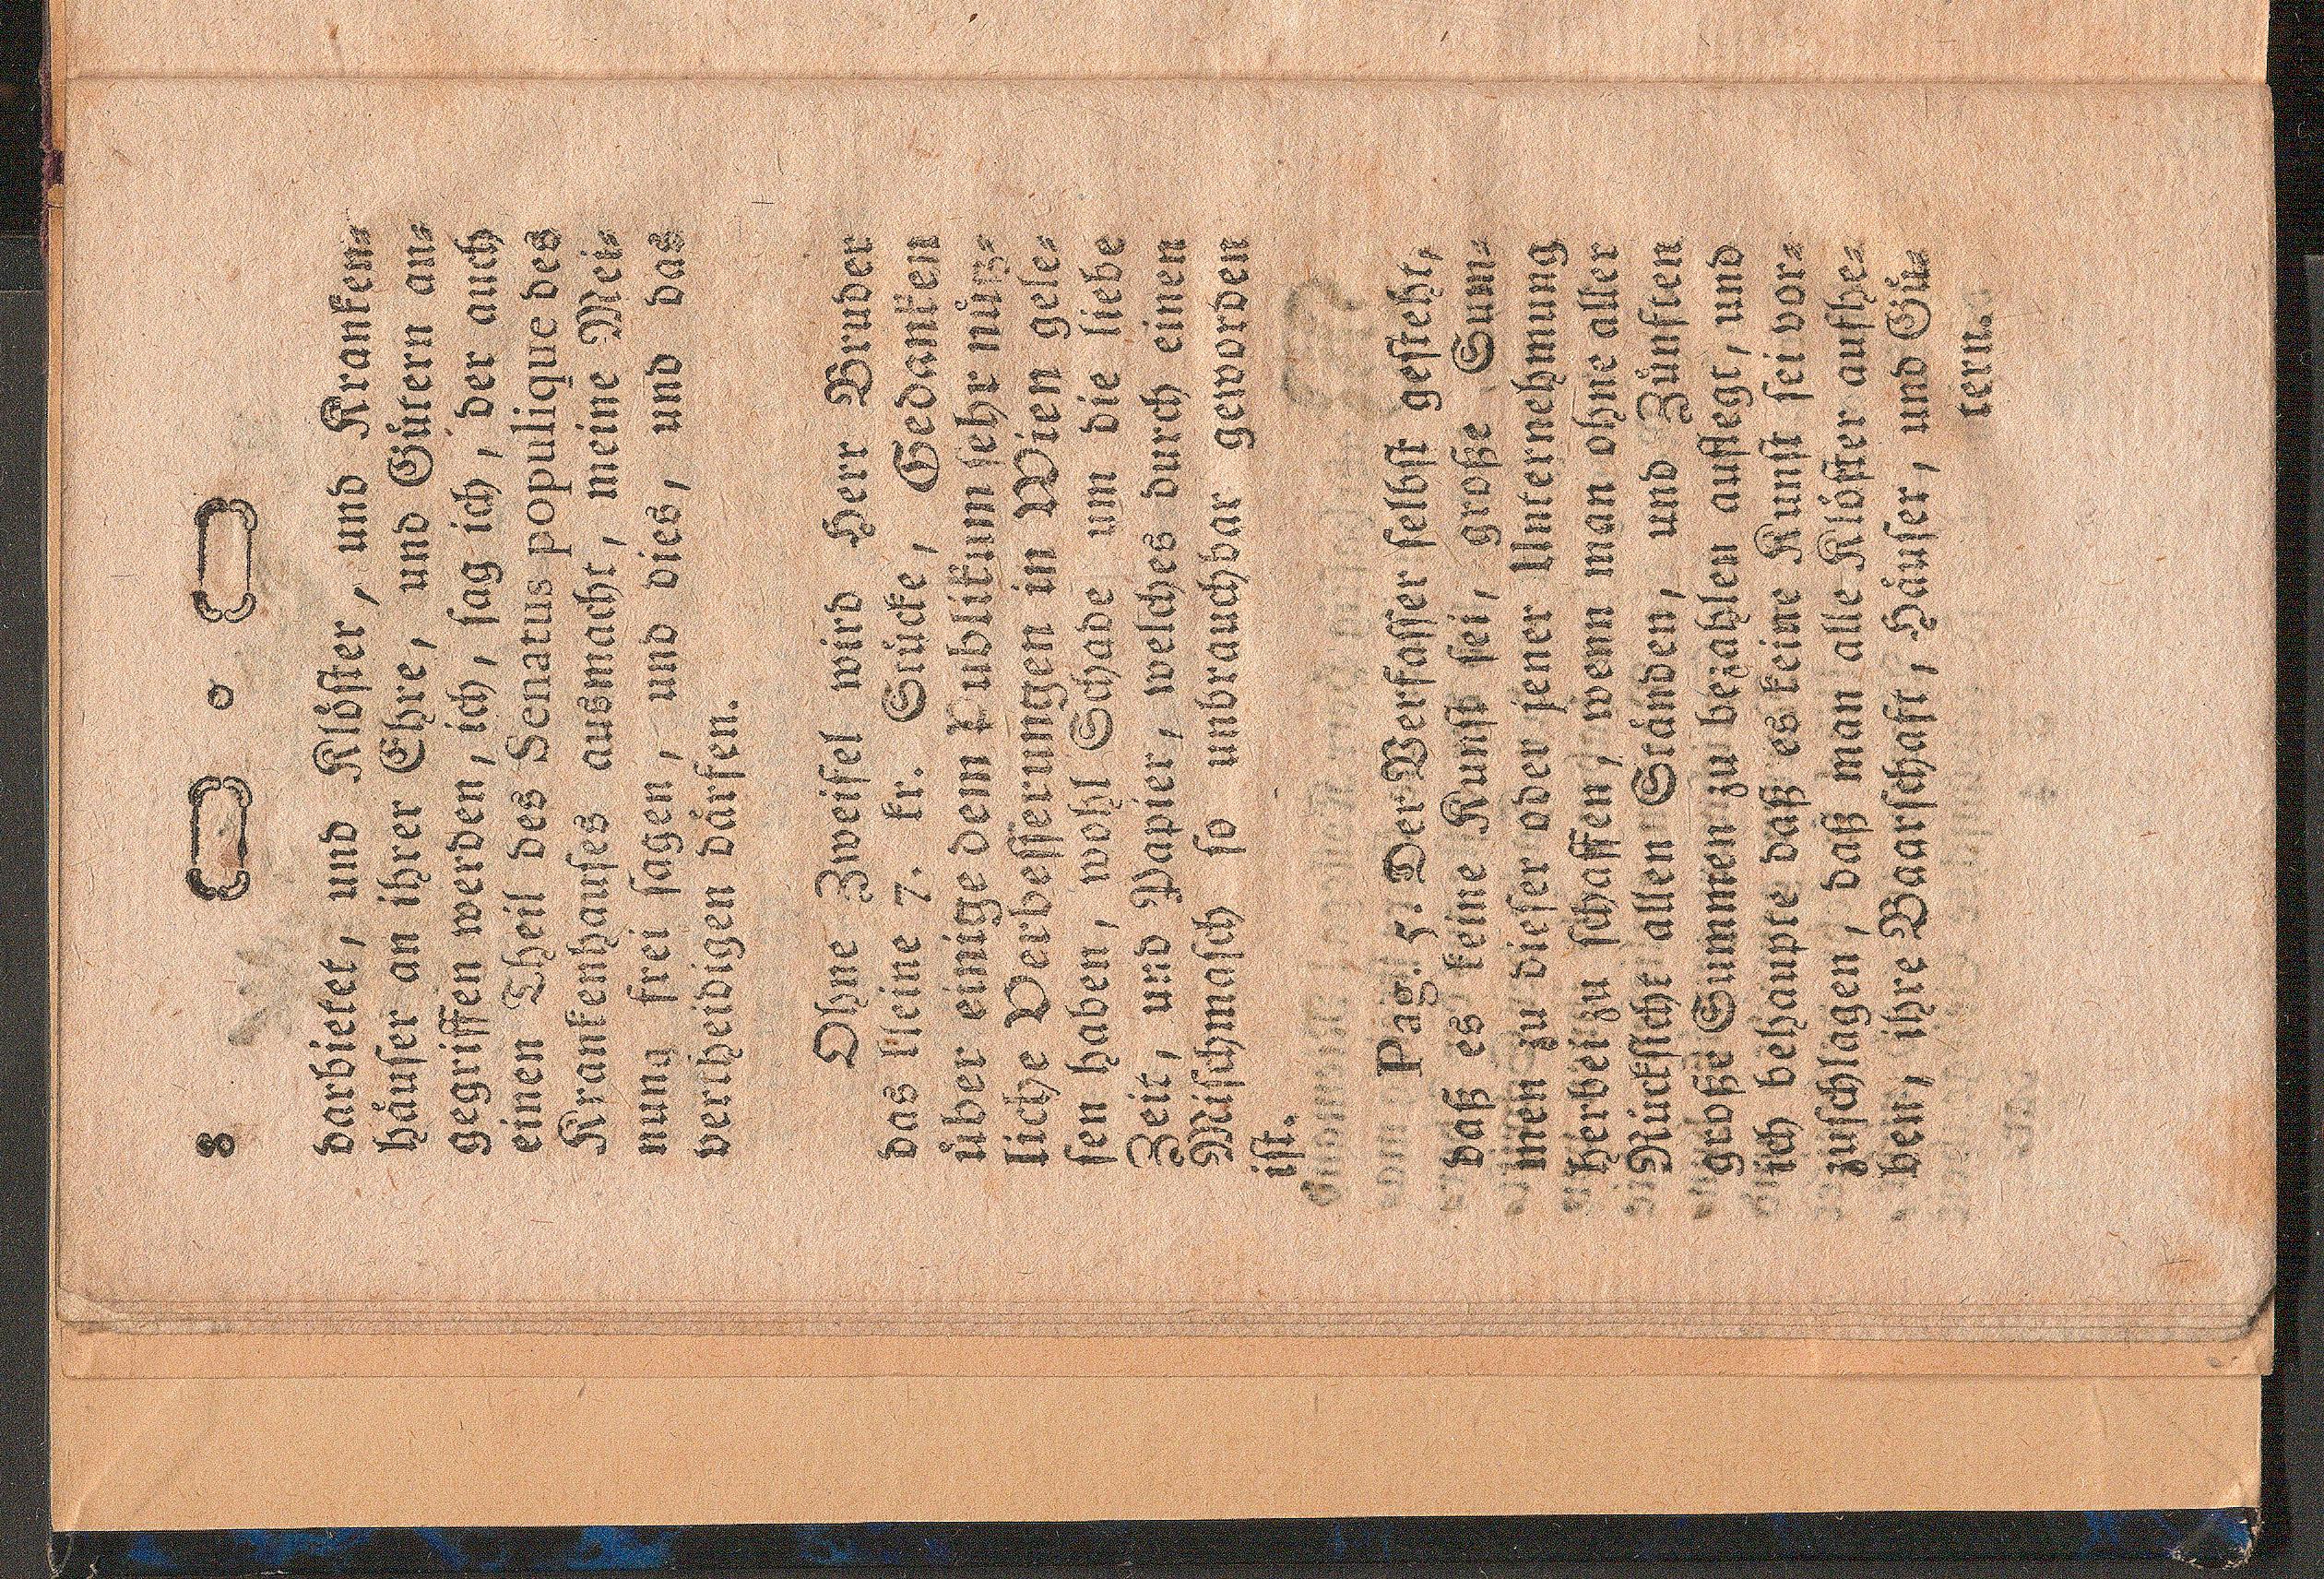 8
darbietet, und Klöster, und Kranken-
häuser an ihrer Ehre, und Gütern an-
gegriffen werden, ich, sag ich, der auch
einen Theil des Senatus populique des
Krankenhauses ausmacht, meine Mei-
nung frei sagen, und dies, und das
vertheidigen därfen.
Ohne Zweifel wird Herr Bruder
das kleine 7. kr. Stücke, Gedanken
über einige dem Publikum sehr nütz-
liche Verbesserungen in Wien gele-
sen haben, wohl Schade um die liebe
Zeit, und Papier, welches durch einen
Mischmasch so unbrauchbar geworden
ist.
Pag. 5. Der Verfasser selbst gesteht,
daß es keine Kunst sei, große Sum-
men zu dieser oder jener Unternehmung
herbei zu schaffen, wenn man ohne aller
Rücksicht allen Ständen, und Zünften
große Summen zu bezahlen auflegt, und
ich behaupte daß es keine Kunst sei vor-
zuschlagen, daß man alle Klöster aufhe-
ben, ihre Baarschaft, Häuser, und Gü-
tern.